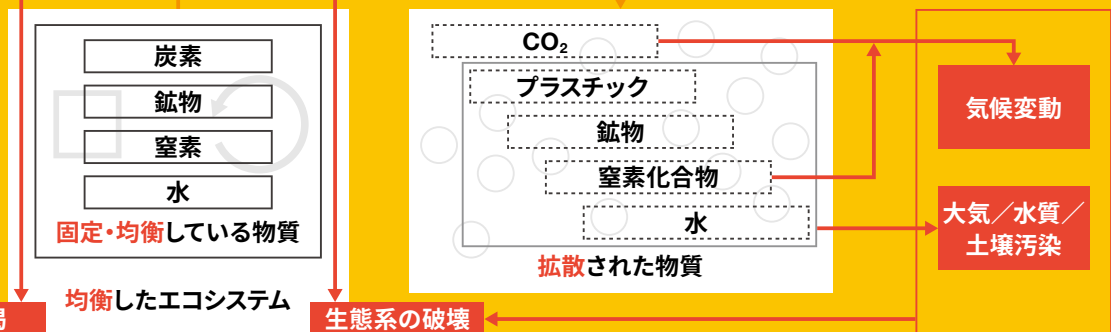 炭素
鉱物
窒素
水
固定・均衡している物質
均衡したエコシステム
CO₂
プラスチック
鉱物
窒素化合物
水
拡散された物質
気候変動
大気／水質／
土壌汚染
生態系の破壊